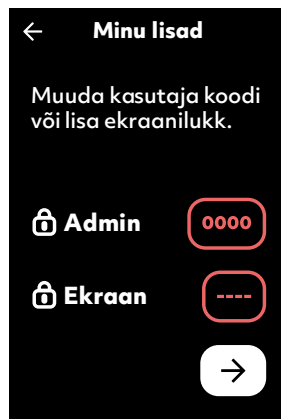 Minu lisad
Muuda kasutaja koodi
või lisa ekraanilukk.
Admin 0000
Ekraan ----